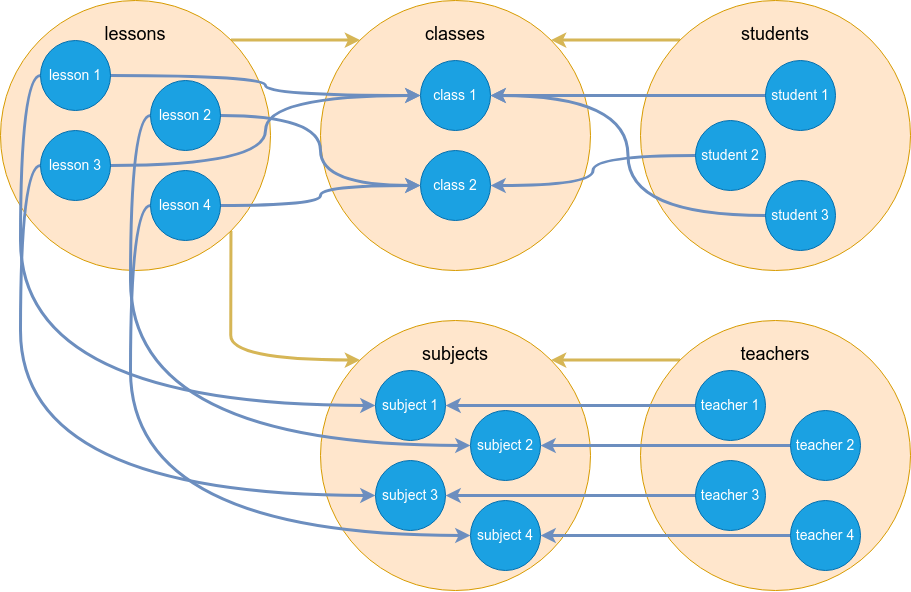 lessons
lesson 1
lesson 2
lesson 3
lesson 4
classes
class 1
class 2
students
student 1
student 2
student 3
subjects
subject 1
subject 2
subject 3
subject 4
teachers
teacher 1
teacher 2
teacher 3
teacher 4